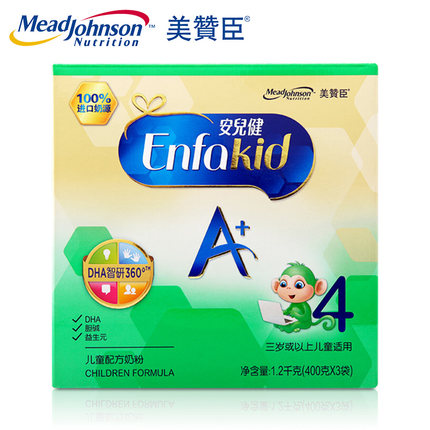 MeadJohnson® 美贊臣®
Nutrition
100%
进口奶源
MeadJohnson® 美贊臣®
Nutrition
安兒健
Enfakid
A+
DHA智研360°TM
DHA
胆碱
益生元
4
三岁或以上儿童适用
儿童配方奶粉
CHILDREN FORMULA
净含量:1.2千克(400克X3袋)